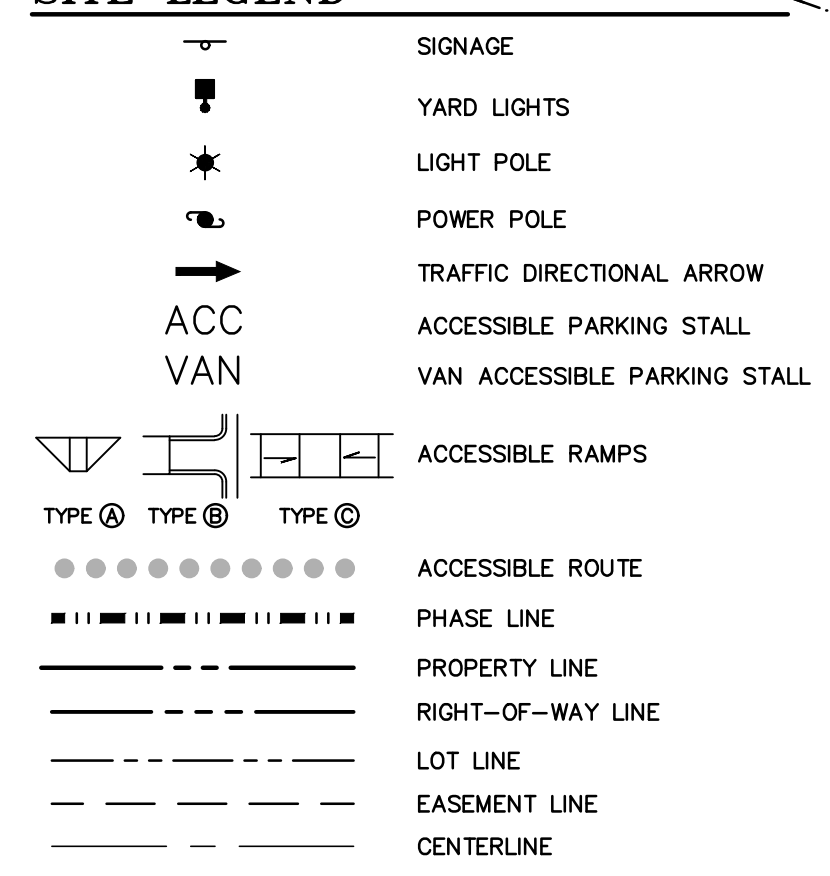 SITE LEGEND
SIGNAGE
YARD LIGHTS
LIGHT POLE
POWER POLE
TRAFFIC DIRECTIONAL ARROW
ACC ACCESSIBLE PARKING STALL
VAN VAN ACCESSIBLE PARKING STALL
ACCESSIBLE RAMPS
TYPE A TYPE B TYPE C
ACCESSIBLE ROUTE
PHASE LINE
PROPERTY LINE
RIGHT-OF-WAY LINE
LOT LINE
EASEMENT LINE
CENTERLINE